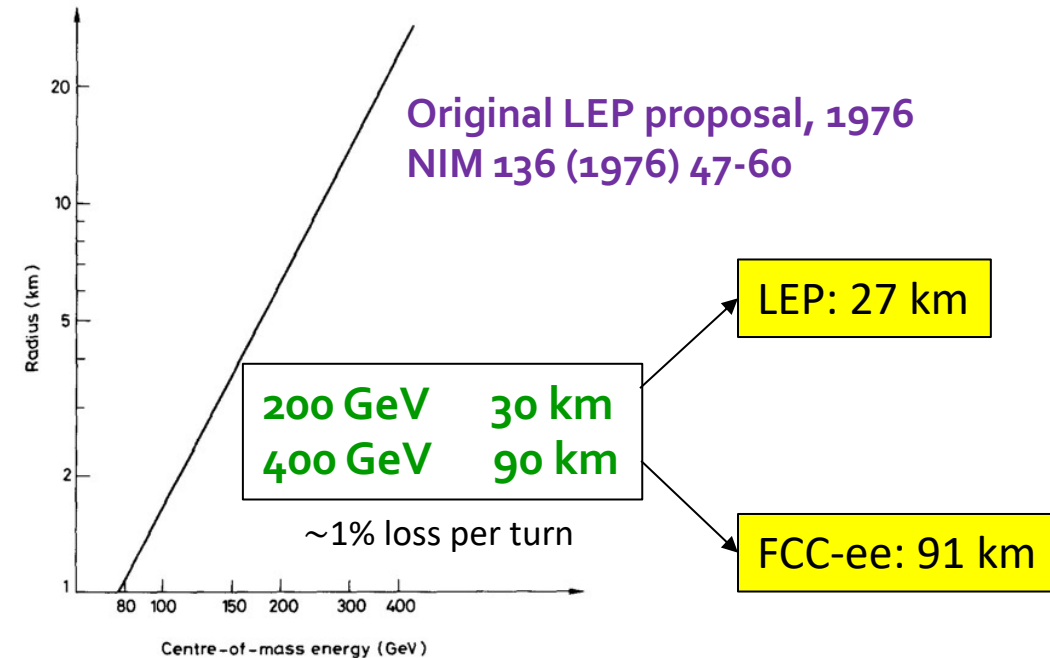 Original LEP proposal, 1976
NIM 136 (1976) 47-60
20
10
5
2
1
Radius (km)
LEP: 27 km
200 GeV 30 km
400 GeV 90 km
~1% loss per turn
FCC-ee: 91 km
80 100 150 200 300 400
Centre-of-mass energy (GeV)